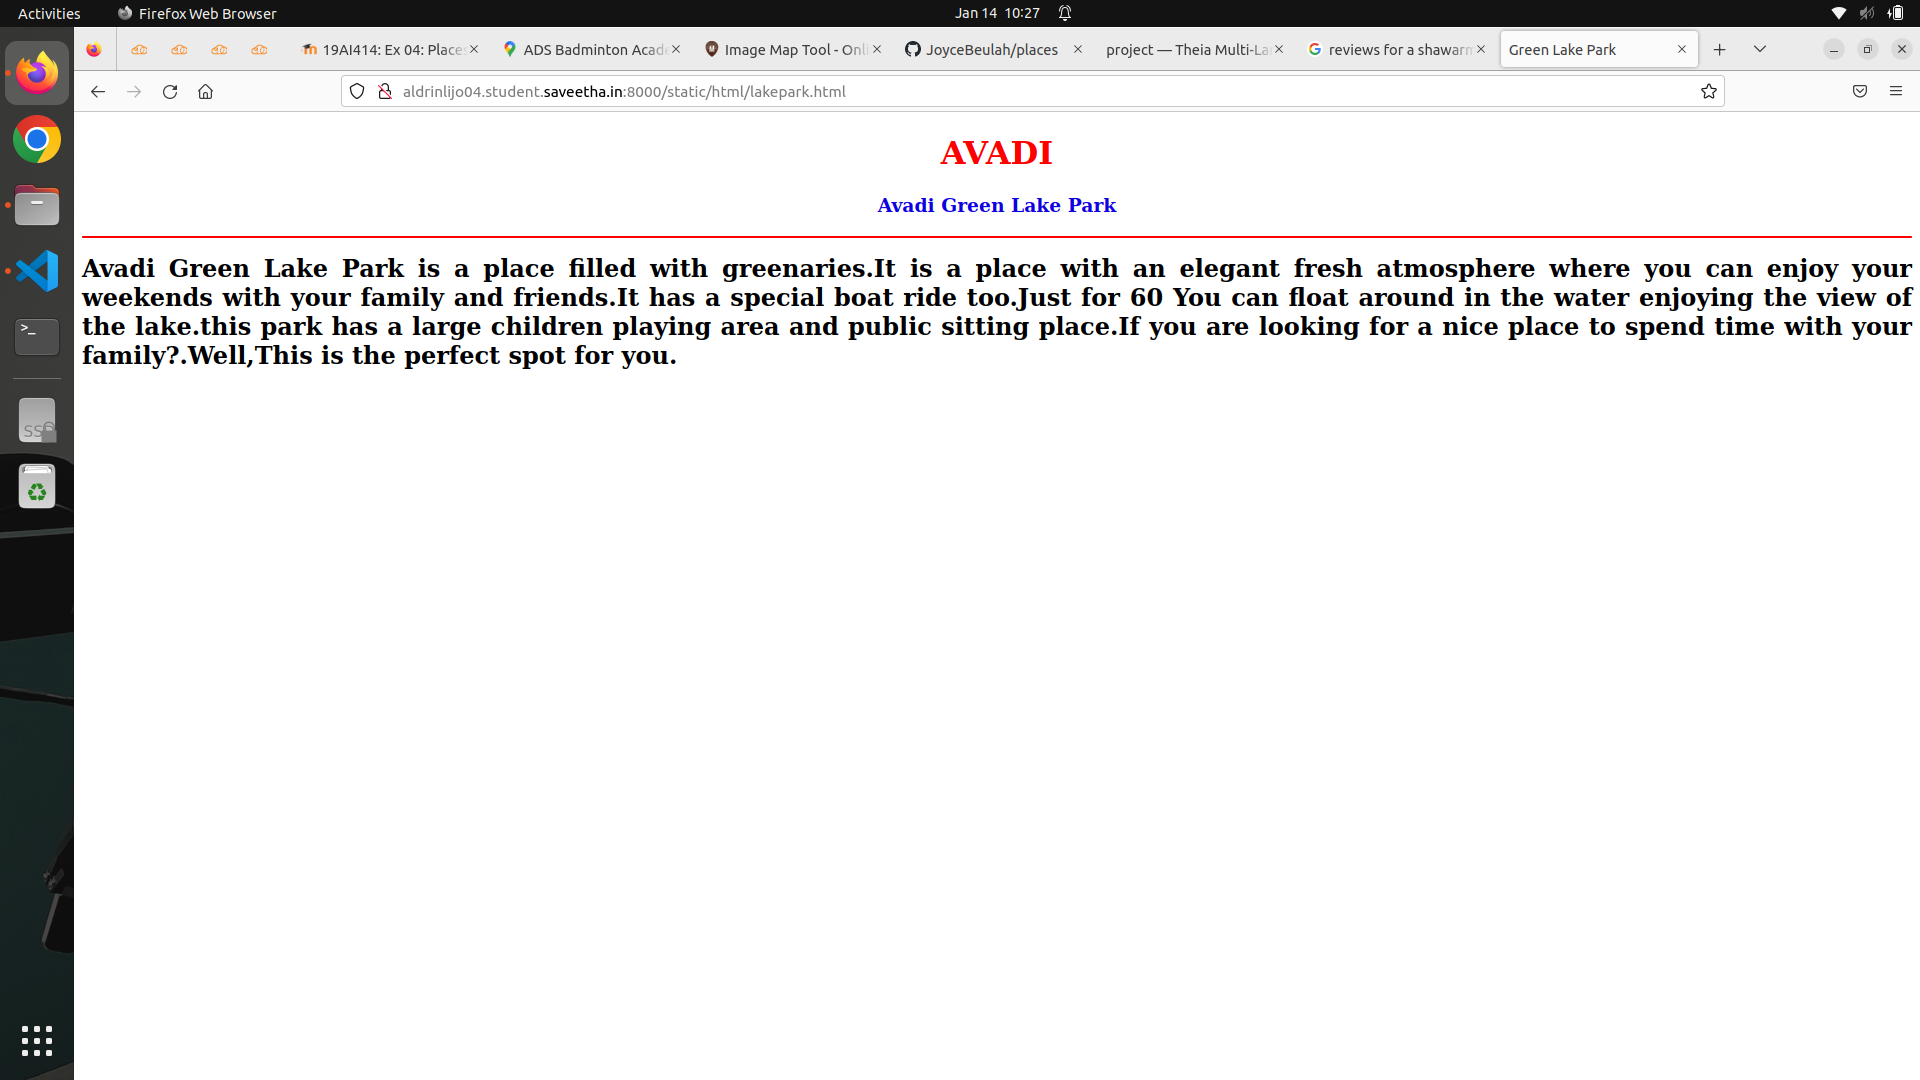 Activities Firefox Web Browser Jan 14 10:27
19AI414: Ex 04: Places ADS Badminton Acade Image Map Tool - Onli JoyceBeulah/places project — Theia Multi-La reviews for a shawarm Green Lake Park
aldrinlijo04.student.saveetha.in:8000/static/html/lakepark.html
AVADI
Avadi Green Lake Park
Avadi Green Lake Park is a place filled with greenaries.It is a place with an elegant fresh atmosphere where you can enjoy your
weekends with your family and friends.It has a special boat ride too.Just for 60 You can float around in the water enjoying the view of
the lake.this park has a large children playing area and public sitting place.If you are looking for a nice place to spend time with your
family?.Well,This is the perfect spot for you.
>_
SS